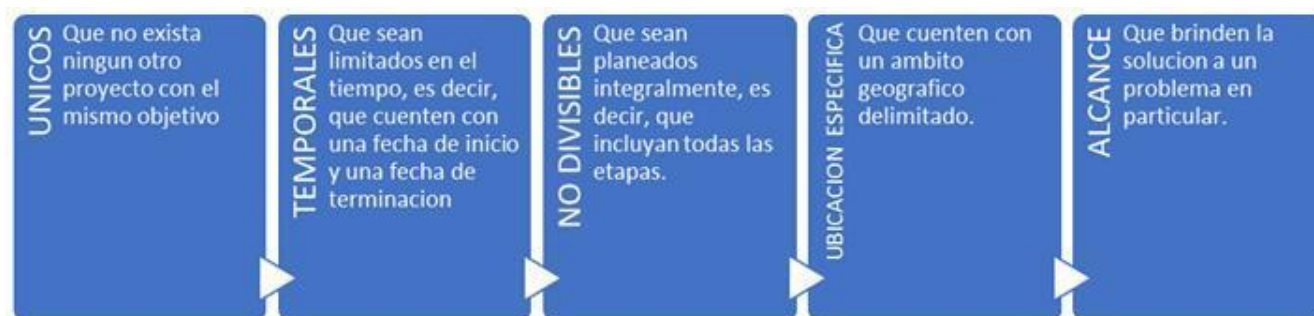 UNICOS
Que no exista
ningun otro
proyecto con el
mismo objetivo
TEMPORALES
Que sean
limitados en el
tiempo, es decir,
que cuenten con
una fecha de inicio
y una fecha de
terminacion
NO DIVISIBLES
Que sean
planeados
integralmente, es
decir, que
incluyan todas las
etapas.
UBICACION ESPECIFICA
Que cuenten con
un ambito
geografico
delimitado.
ALCANCE
Que brinden la
solucion a un
problema en
particular.